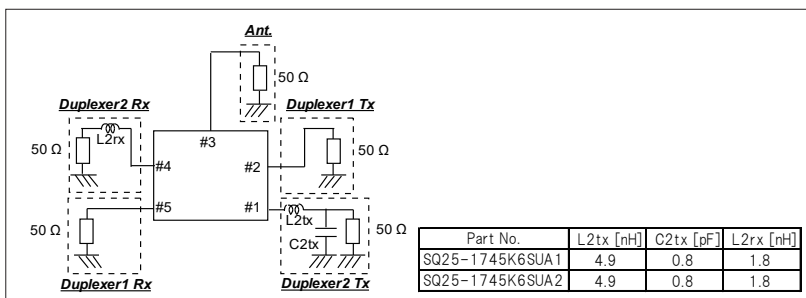 Ant.
50 Ω
Duplexer2 Rx
Duplexer1 Tx
50 Ω
L2rx
#3
#4
#2
50 Ω
#5
#1
50 Ω
L2tx
C2tx
50 Ω
Duplexer1 Rx
Duplexer2 Tx
Part No. L2tx [nH] C2tx [pF] L2rx [nH]
SQ25-1745K6SUA1 4.9 0.8 1.8
SQ25-1745K6SUA2 4.9 0.8 1.8